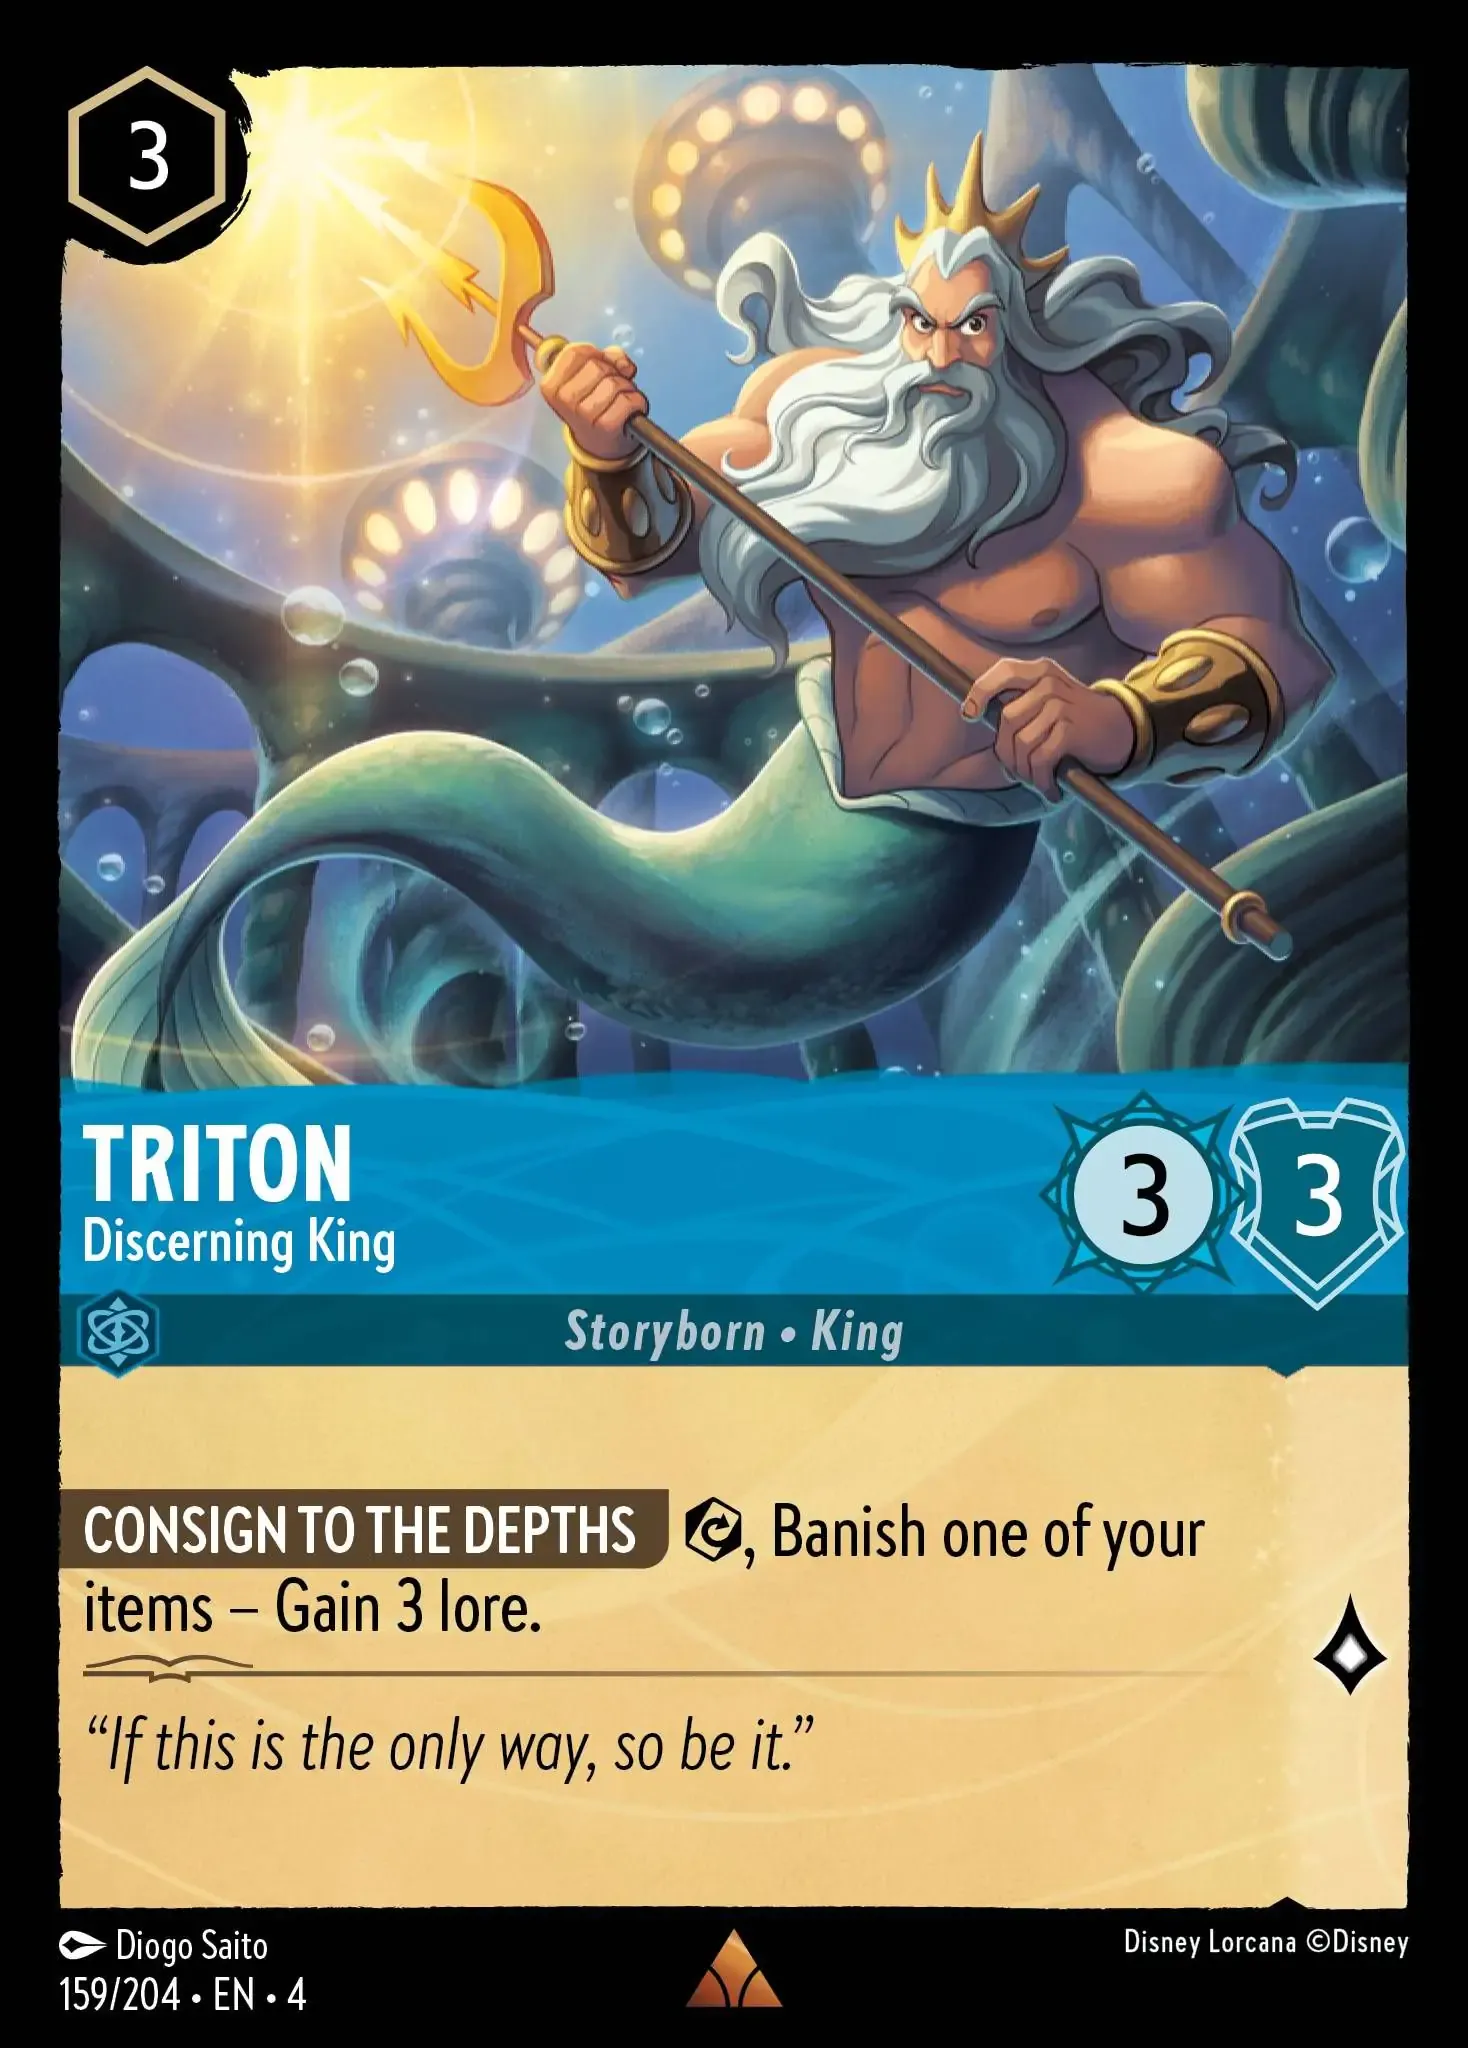 3
TRITON
Discerning King
3
3
Storyborn • King
CONSIGN TO THE DEPTHS , Banish one of your
items – Gain 3 lore.
“If this is the only way, so be it.”
Diogo Saito
159/204 • EN • 4
Disney Lorcana ©Disney